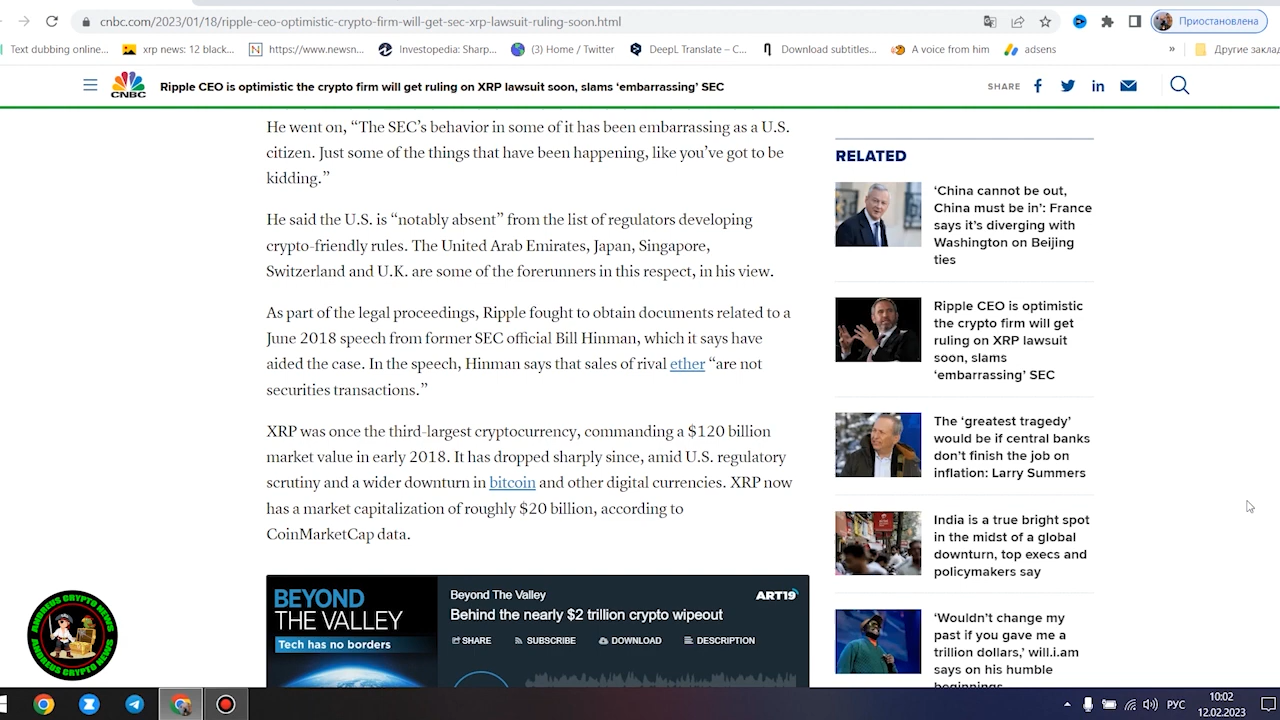 cnbc.com/2023/01/18/ripple-ceo-optimistic-crypto-firm-will-get-sec-xrp-lawsuit-ruling-soon.html
Приостановлена
Text dubbing online...
xrp news: 12 black...
https://www.newsn...
Investopedia: Sharp...
(3) Home / Twitter
DeepL Translate – C...
Download subtitles...
A voice from him
adsens
»
Другие заклад
CNBC
Ripple CEO is optimistic the crypto firm will get ruling on XRP lawsuit soon, slams ‘embarrassing’ SEC
SHARE
He went on, “The SEC’s behavior in some of it has been embarrassing as a U.S.
citizen. Just some of the things that have been happening, like you’ve got to be
kidding.”
He said the U.S. is “notably absent” from the list of regulators developing
crypto-friendly rules. The United Arab Emirates, Japan, Singapore,
Switzerland and U.K. are some of the forerunners in this respect, in his view.
As part of the legal proceedings, Ripple fought to obtain documents related to a
June 2018 speech from former SEC official Bill Hinman, which it says have
aided the case. In the speech, Hinman says that sales of rival ether “are not
securities transactions.”
XRP was once the third-largest cryptocurrency, commanding a $120 billion
market value in early 2018. It has dropped sharply since, amid U.S. regulatory
scrutiny and a wider downturn in bitcoin and other digital currencies. XRP now
has a market capitalization of roughly $20 billion, according to
CoinMarketCap data.
BEYOND
THE VALLEY
Tech has no borders
Beyond The Valley
ART19
Behind the nearly $2 trillion crypto wipeout
SHARE
SUBSCRIBE
DOWNLOAD
DESCRIPTION
RELATED
‘China cannot be out,
China must be in’: France
says it’s diverging with
Washington on Beijing
ties
Ripple CEO is optimistic
the crypto firm will get
ruling on XRP lawsuit
soon, slams
‘embarrassing’ SEC
The ‘greatest tragedy’
would be if central banks
don’t finish the job on
inflation: Larry Summers
India is a true bright spot
in the midst of a global
downturn, top execs and
policymakers say
‘Wouldn’t change my
past if you gave me a
trillion dollars,’ will.i.am
says on his humble
beginnings
ANDREUS CRYPTO NEWS
ANDREUS CRYPTO NEWS
РУС
10:02
12.02.2023